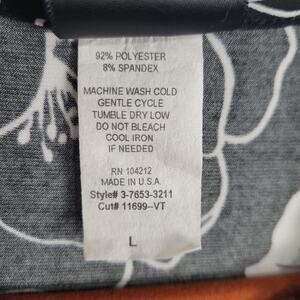 92% POLYESTER
8% SPANDEX
MACHINE WASH COLD
GENTLE CYCLE
TUMBLE DRY LOW
DO NOT BLEACH
COOL IRON
IF NEEDED
RN 104212
MADE IN U.S.A.
Style# 3-7653-3211
Cut# 11699--VT
L